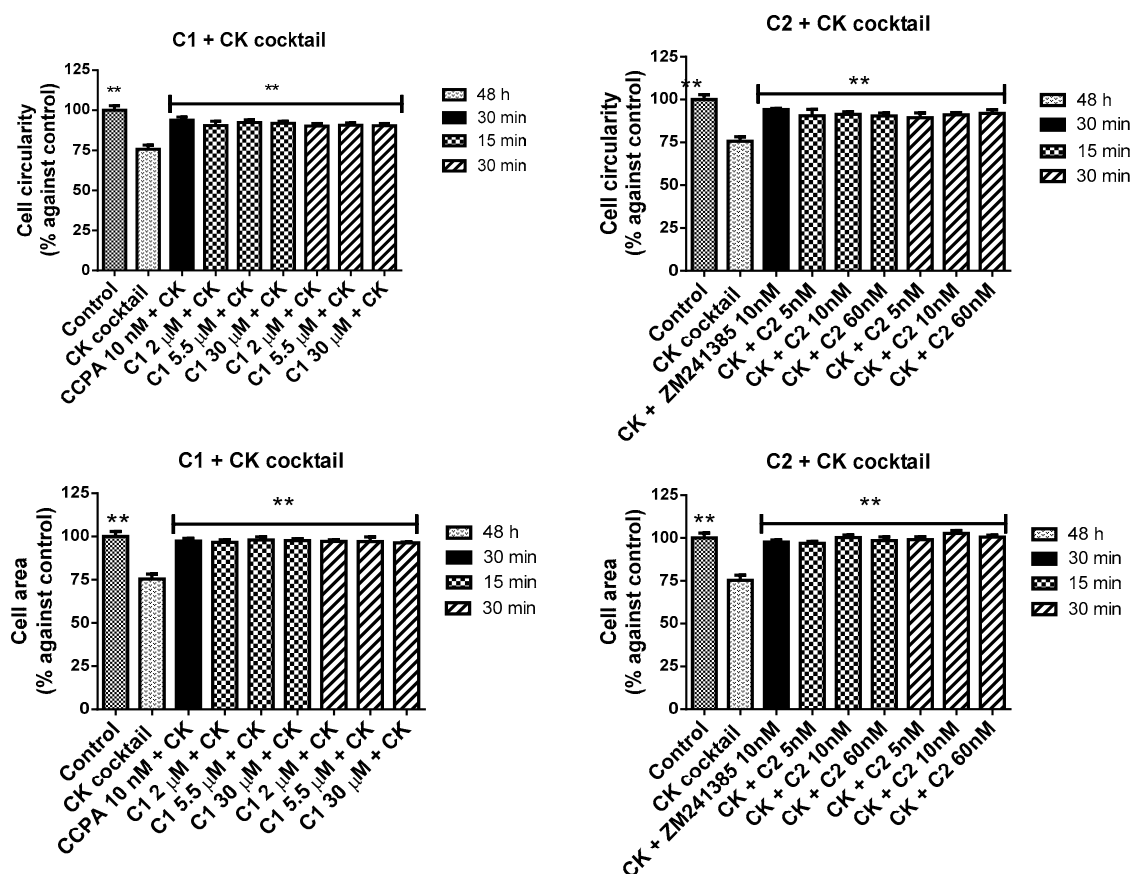 C1 + CK cocktail
Cell circularity
(% against control)
125
100
75
50
25
0
**
**
48 h
30 min
15 min
30 min
Control
CK cocktail
CCPA 10 nM + CK
C1 2 μM + CK
C1 5.5 μM + CK
C1 30 μM + CK
C1 2 μM + CK
C1 5.5 μM + CK
C1 30 μM + CK
C2 + CK cocktail
Cell circularity
(% against control)
125
100
75
50
25
0
**
**
48 h
30 min
15 min
30 min
Control
CK cocktail
CK + ZM241385 10nM
CK + C2 5nM
CK + C2 10nM
CK + C2 60nM
CK + C2 5nM
CK + C2 10nM
CK + C2 60nM
C1 + CK cocktail
Cell area
(% against control)
125
100
75
50
25
0
**
**
48 h
30 min
15 min
30 min
Control
CK cocktail
CCPA 10 nM + CK
C1 2 μM + CK
C1 5.5 μM + CK
C1 30 μM + CK
C1 2 μM + CK
C1 5.5 μM + CK
C1 30 μM + CK
C2 + CK cocktail
Cell area
(% against control)
125
100
75
50
25
0
**
**
48 h
30 min
15 min
30 min
Control
CK cocktail
CK + ZM241385 10nM
CK + C2 5nM
CK + C2 10nM
CK + C2 60nM
CK + C2 5nM
CK + C2 10nM
CK + C2 60nM